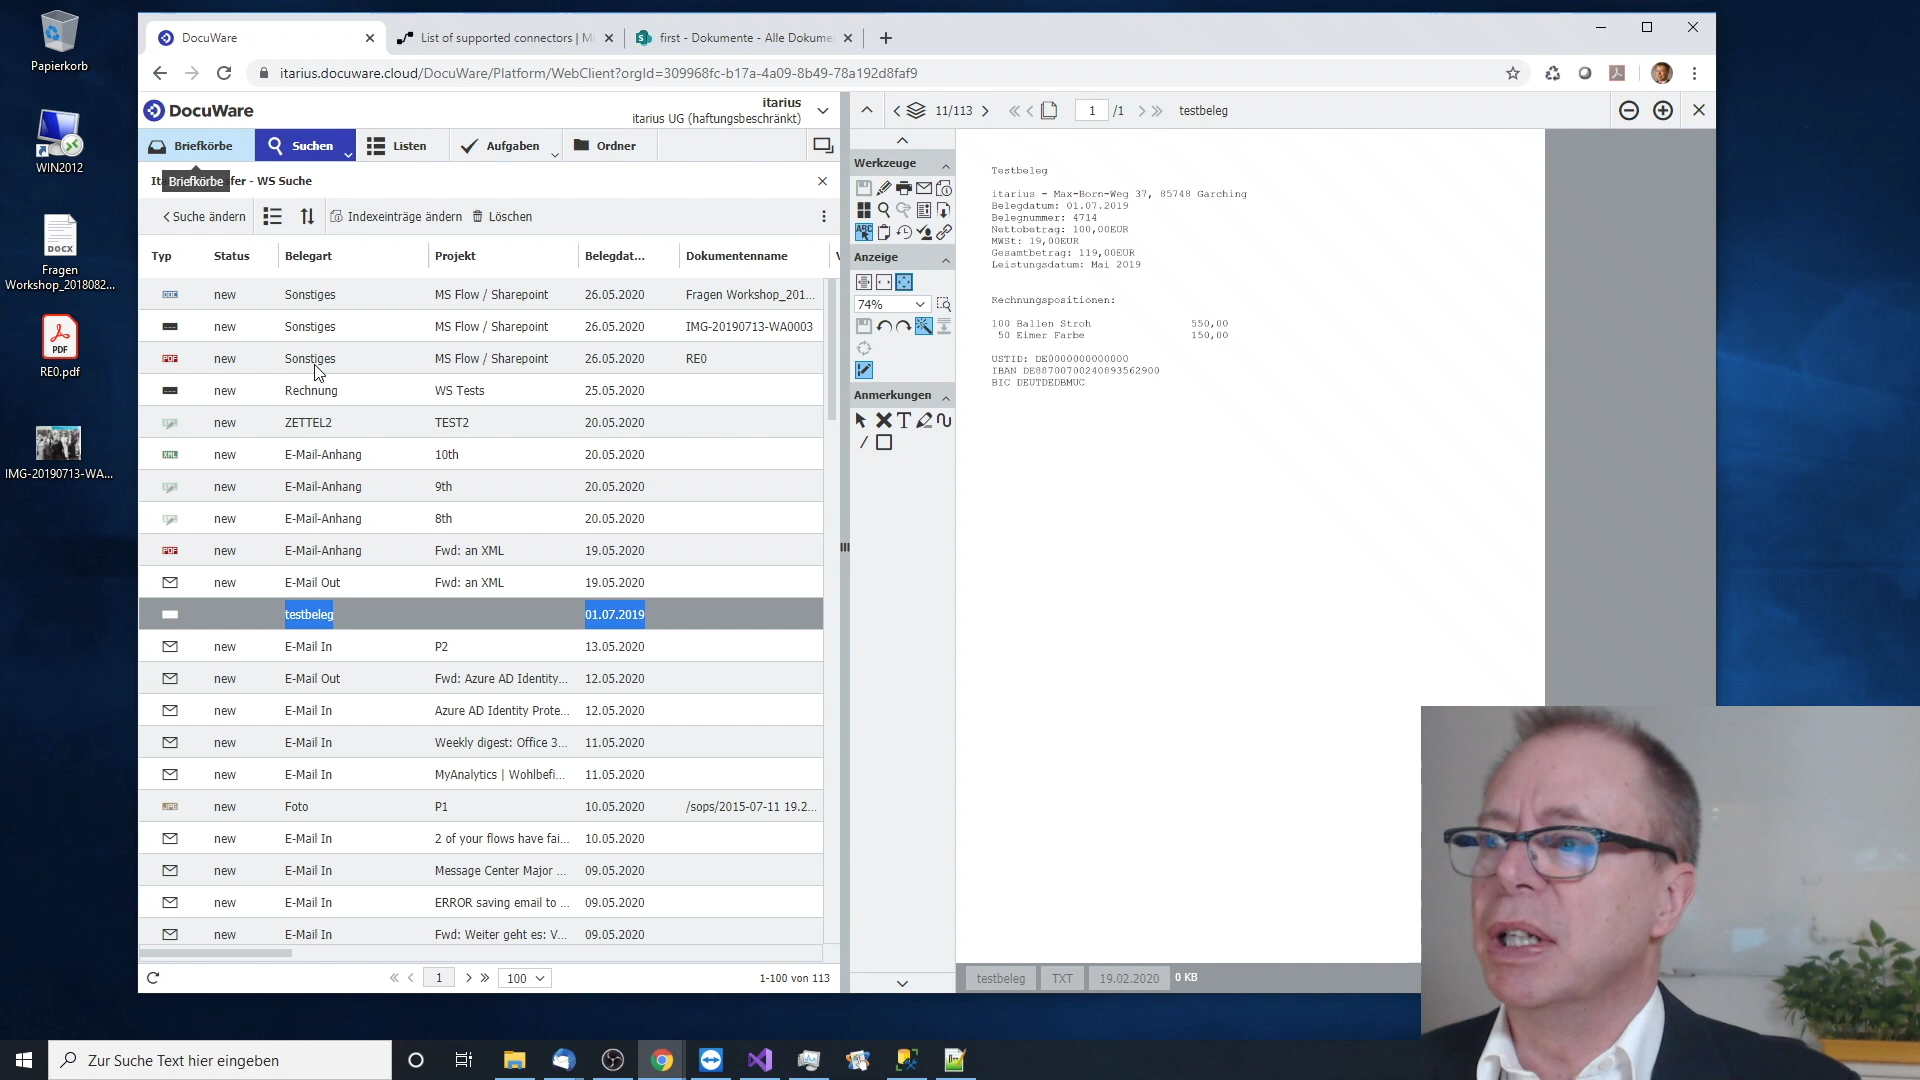 Papierkorb
WIN2012
Fragen
Workshop_2018082...
RE0.pdf
IMG-20190713-WA...
DocuWare
List of supported connectors | Mi
first - Dokumente - Alle Dokume
itarius.docuware.cloud/DocuWare/Platform/WebClient?orgId=309968fc-b17a-4a09-8b49-78a192d8faf9
DocuWare
itarius
itarius UG (haftungsbeschränkt)
Briefkörbe
Suchen
Listen
Aufgaben
Ordner
Briefkörbe
fer - WS Suche
Suche ändern
Indexeinträge ändern
Löschen
Typ Status Belegart Projekt Belegdat... Dokumentenname
DOC new Sonstiges MS Flow / Sharepoint 26.05.2020 Fragen Workshop_201...
new Sonstiges MS Flow / Sharepoint 26.05.2020 IMG-20190713-WA0003
PDF new Sonstiges MS Flow / Sharepoint 26.05.2020 RE0
new Rechnung WS Tests 25.05.2020
new ZETTEL2 TEST2 20.05.2020
XML new E-Mail-Anhang 10th 20.05.2020
new E-Mail-Anhang 9th 20.05.2020
new E-Mail-Anhang 8th 20.05.2020
PDF new E-Mail-Anhang Fwd: an XML 19.05.2020
new E-Mail Out Fwd: an XML 19.05.2020
testbeleg 01.07.2019
new E-Mail In P2 13.05.2020
new E-Mail Out Fwd: Azure AD Identity... 12.05.2020
new E-Mail In Azure AD Identity Prote... 12.05.2020
new E-Mail In Weekly digest: Office 3... 11.05.2020
new E-Mail In MyAnalytics | Wohlbefi... 11.05.2020
JPG new Foto P1 10.05.2020 /sops/2015-07-11 19.2...
new E-Mail In 2 of your flows have fai... 10.05.2020
new E-Mail In Message Center Major ... 09.05.2020
new E-Mail In ERROR saving email to ... 09.05.2020
new E-Mail In Fwd: Weiter geht es: V... 09.05.2020
1
100
1-100 von 113
11/113
1 /1
testbeleg
Werkzeuge
ABC
Anzeige
74%
Anmerkungen
Testbeleg
itarius - Max-Born-Weg 37, 85748 Garching
Belegdatum: 01.07.2019
Belegnummer: 4714
Nettobetrag: 100,00EUR
MWSt: 19,00EUR
Gesamtbetrag: 119,00EUR
Leistungsdatum: Mai 2019
Rechnungspositionen:
100 Ballen Stroh 550,00
50 Eimer Farbe 150,00
USTID: DE0000000000000
IBAN DE88700700240893562900
BIC DEUTDEDBMUC
testbeleg
TXT
19.02.2020
0 KB
Zur Suche Text hier eingeben